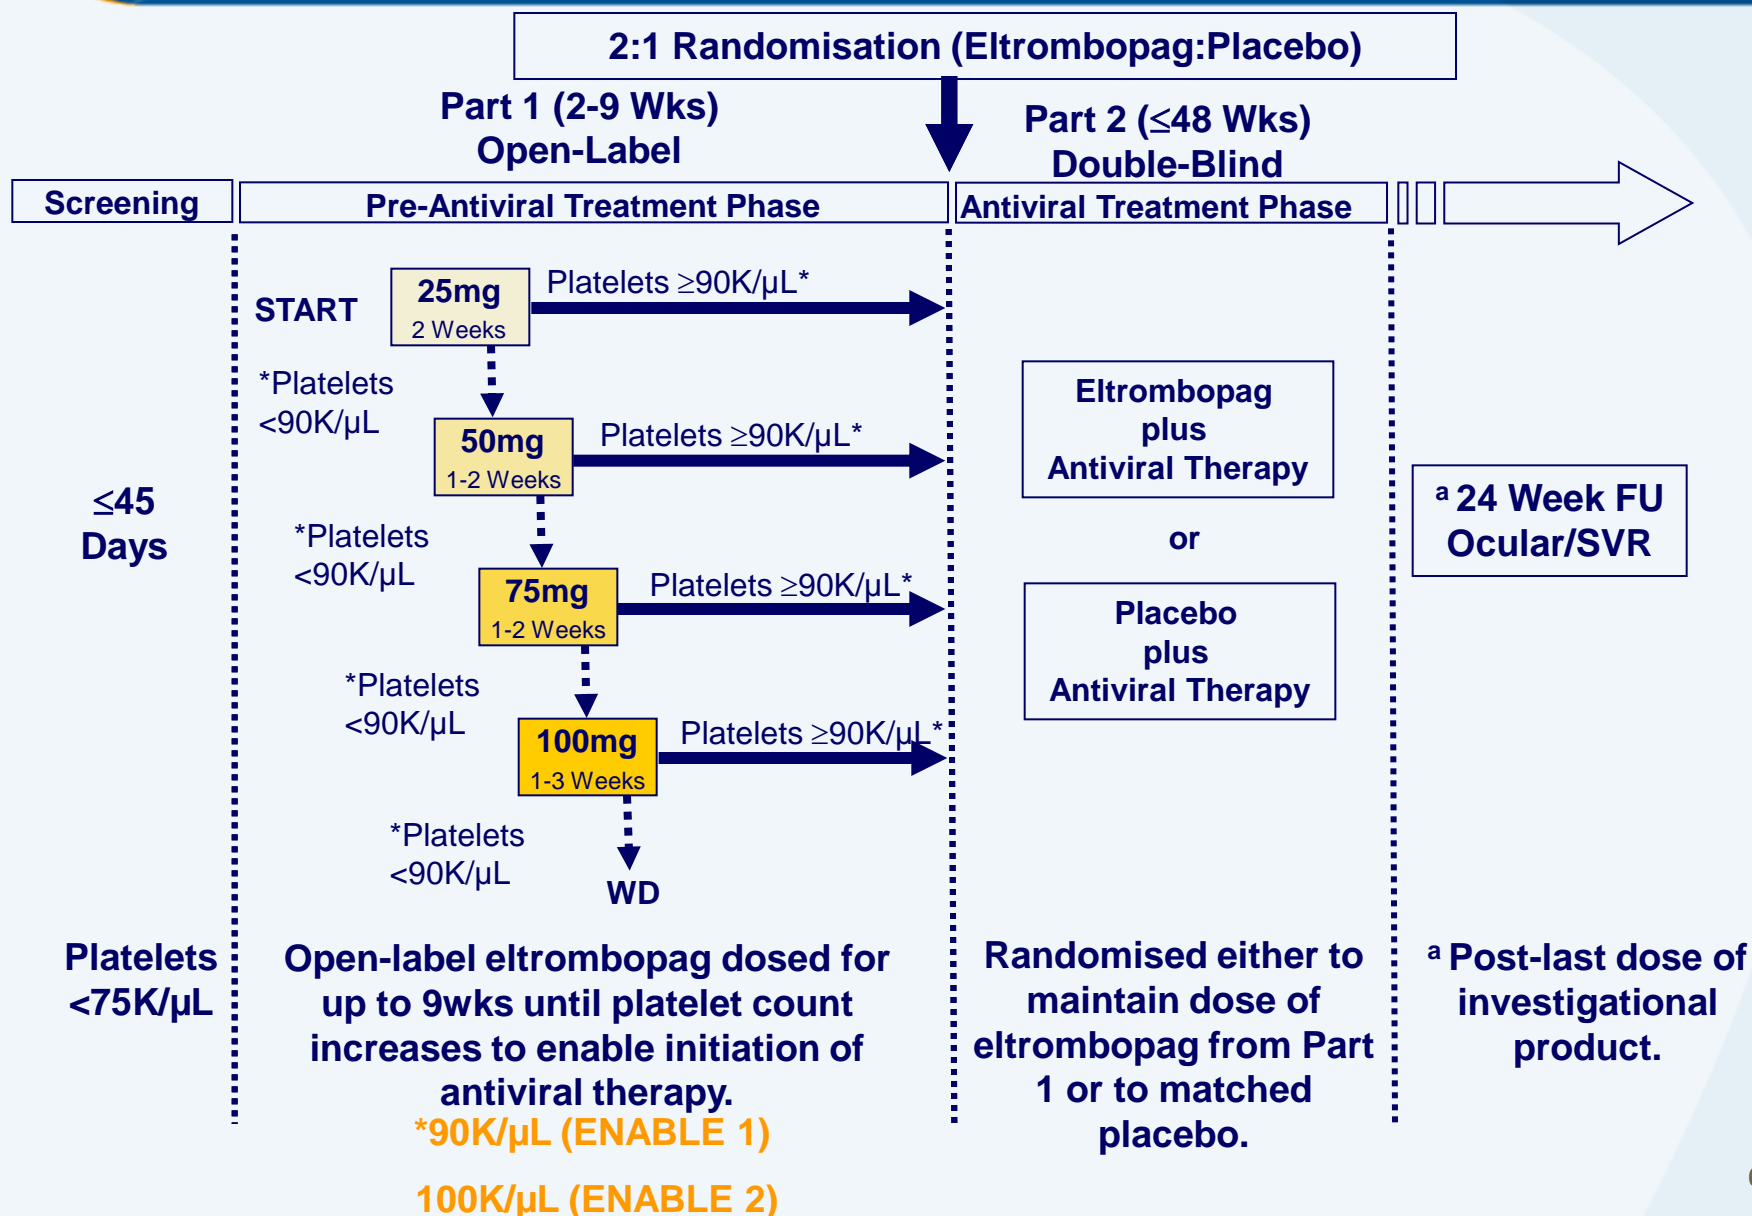 2:1 Randomisation (Eltrombopag:Placebo)
Part 1 (2-9 Wks)
Open-Label
Part 2 (≤48 Wks)
Double-Blind
Screening
Pre-Antiviral Treatment Phase
Antiviral Treatment Phase
START
25mg
2 Weeks
Platelets ≥90K/µL*
*Platelets
<90K/µL
50mg
1-2 Weeks
Platelets ≥90K/µL*
*Platelets
<90K/µL
75mg
1-2 Weeks
Platelets ≥90K/µL*
*Platelets
<90K/µL
100mg
1-3 Weeks
Platelets ≥90K/µL*
*Platelets
<90K/µL
WD
≤45
Days
Eltrombopag
plus
Antiviral Therapy
or
Placebo
plus
Antiviral Therapy
a 24 Week FU
Ocular/SVR
Platelets
<75K/µL
Open-label eltrombopag dosed for
up to 9wks until platelet count
increases to enable initiation of
antiviral therapy.
*90K/µL (ENABLE 1)
100K/µL (ENABLE 2)
Randomised either to
maintain dose of
eltrombopag from Part
1 or to matched
placebo.
a Post-last dose of
investigational
product.